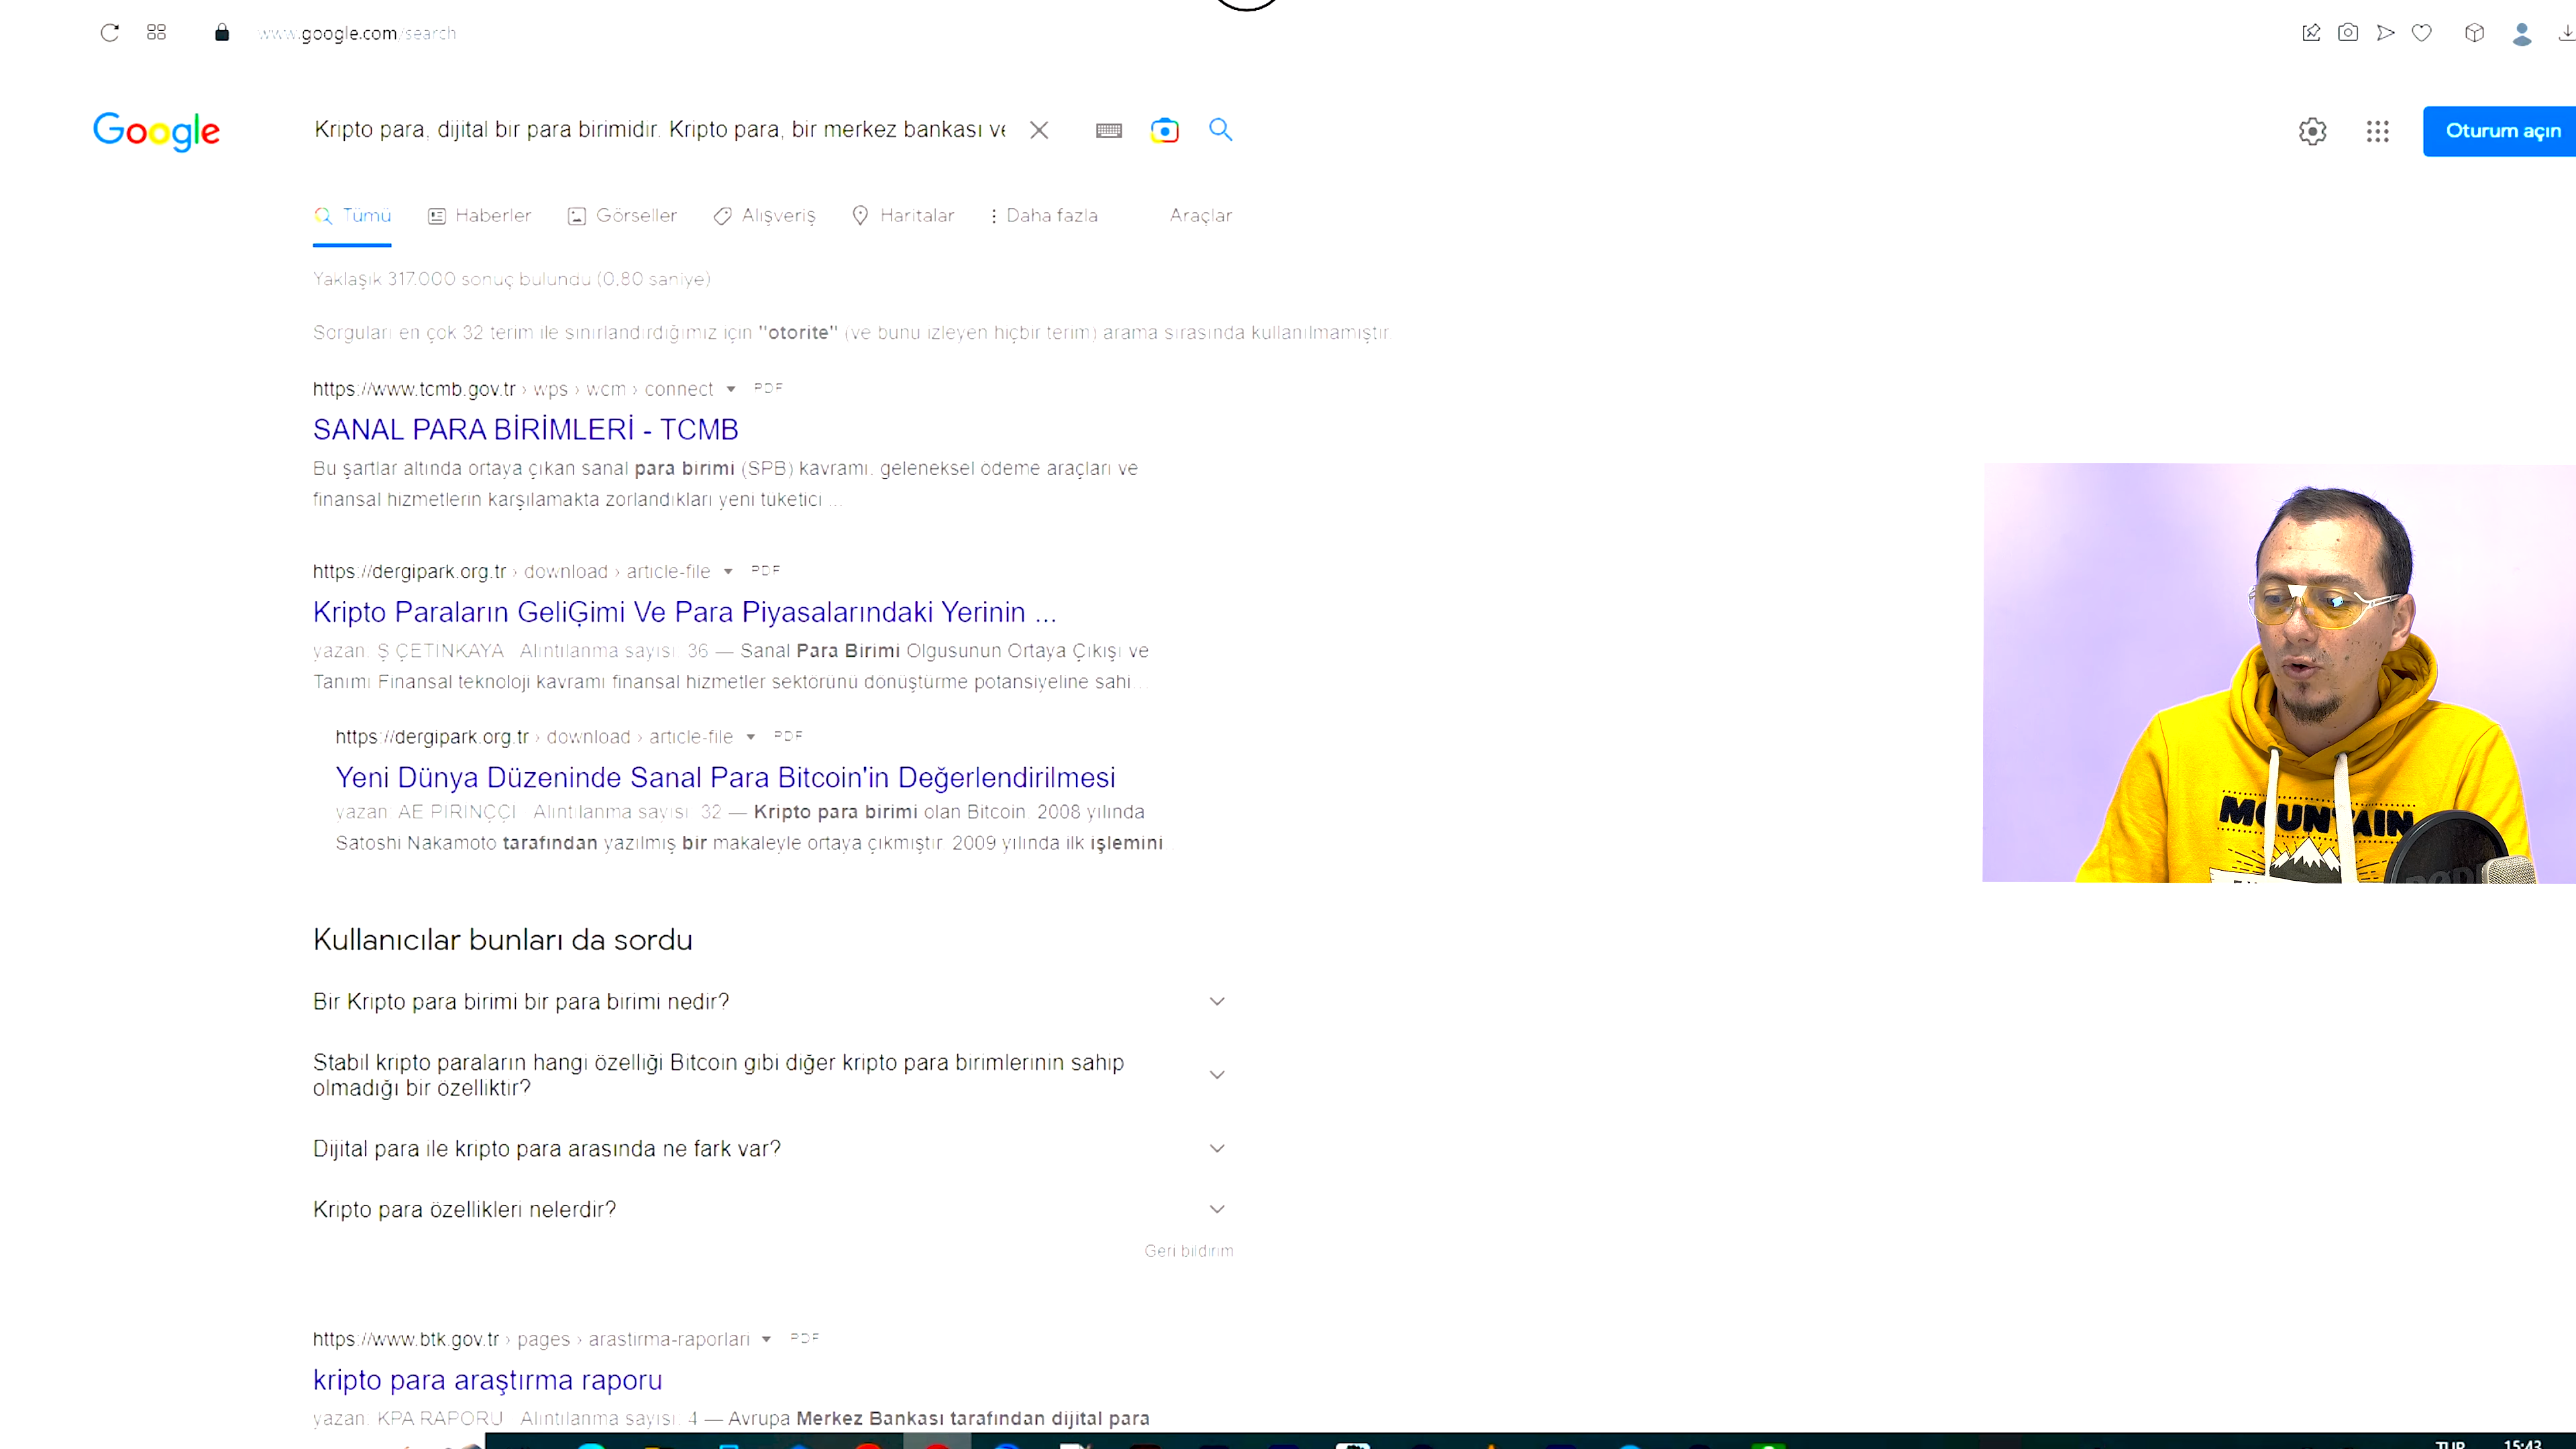 www.google.com/search
Google
Kripto para, dijital bir para birimidir. Kripto para, bir merkez bankası ve
Oturum açın
Tümü Haberler Görseller Alışveriş Haritalar Daha fazla Araçlar
Yaklaşık 317.000 sonuç bulundu (0,80 saniye)
Sorguları en çok 32 terim ile sınırlandırdığımız için "otorite" (ve bunu izleyen hiçbir terim) arama sırasında kullanılmamıştır
https://www.tcmb.gov.tr › wps › wcm › connect PDF
SANAL PARA BİRİMLERİ - TCMB
Bu şartlar altında ortaya çıkan sanal para birimi (SPB) kavramı, geleneksel ödeme araçları ve
finansal hizmetlerin karşılamakta zorlandıkları yeni tüketici ...
https://dergipark.org.tr › download › article-file PDF
Kripto Paraların GeliĢimi Ve Para Piyasalarındaki Yerinin ...
yazan: Ş ÇETİNKAYA Alıntılanma sayısı: 36 — Sanal Para Birimi Olgusunun Ortaya Çıkışı ve
Tanımı Finansal teknoloji kavramı finansal hizmetler sektörünü dönüştürme potansiyeline sahi...
https://dergipark.org.tr › download › article-file PDF
Yeni Dünya Düzeninde Sanal Para Bitcoin'in Değerlendirilmesi
yazan: AE PİRİNÇÇİ Alıntılanma sayısı: 32 — Kripto para birimi olan Bitcoin, 2008 yılında
Satoshi Nakamoto tarafından yazılmış bir makaleyle ortaya çıkmıştır. 2009 yılında ilk işlemini
MOUNTAIN
Kullanıcılar bunları da sordu
Bir Kripto para birimi bir para birimi nedir?
Stabil kripto paraların hangi özelliği Bitcoin gibi diğer kripto para birimlerinin sahip
olmadığı bir özelliktir?
Dijital para ile kripto para arasında ne fark var?
Kripto para özellikleri nelerdir?
Geri bildirim
https://www.btk.gov.tr › pages › arastirma-raporlari PDF
kripto para araştırma raporu
yazan: KPA RAPORU Alıntılanma sayısı: 4 — Avrupa Merkez Bankası tarafından dijital para
TUR 15:43